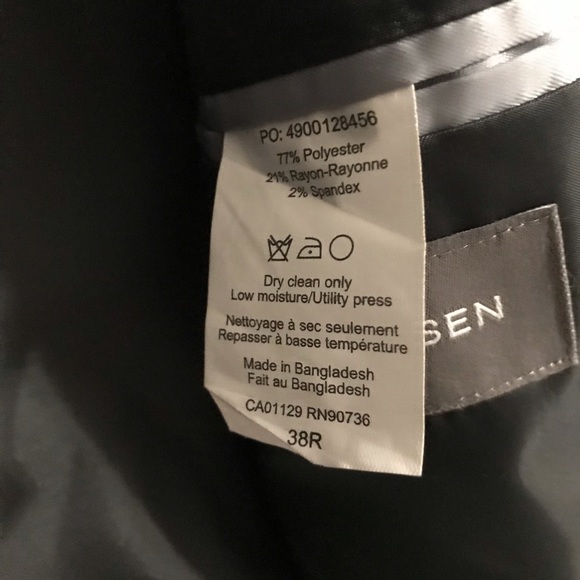 PO: 4900128456
77% Polyester
21% Rayon-Rayonne
2% Spandex
Dry clean only
Low moisture/Utility press
Nettoyage à sec seulement
Repasser à basse température
Made in Bangladesh
Fait au Bangladesh
CA01129 RN90736
38R
SEN